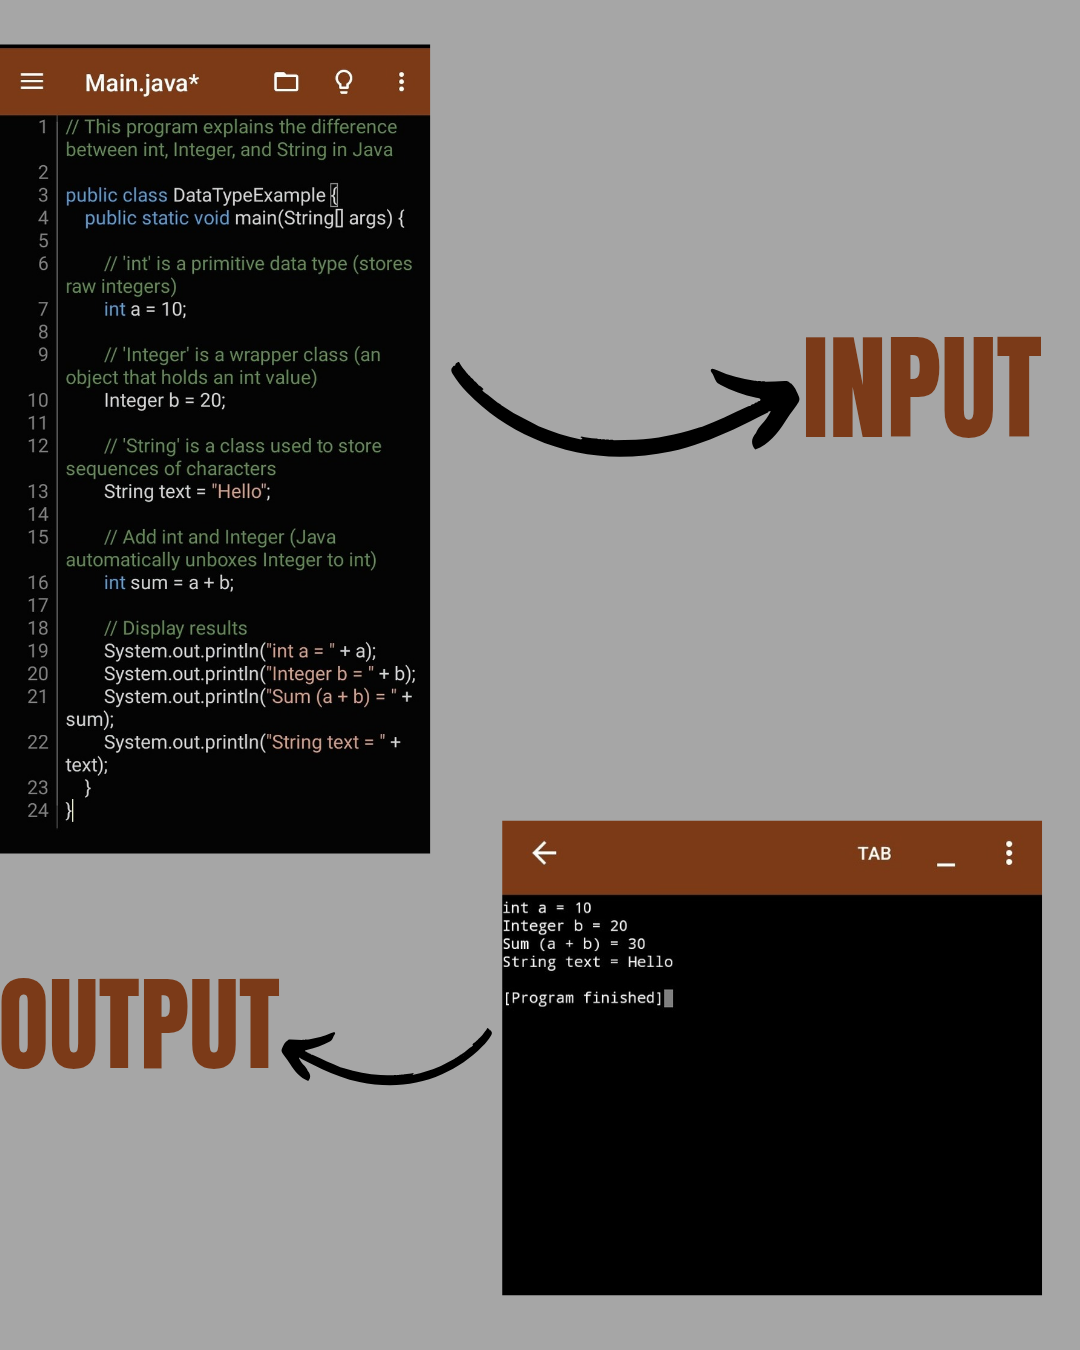 Main.java*
1 // This program explains the difference
between int, Integer, and String in Java
2
3 public class DataTypeExample {
4 public static void main(String[] args) {
5
6 // 'int' is a primitive data type (stores
raw integers)
7 int a = 10;
8
9 // 'Integer' is a wrapper class (an
object that holds an int value)
10 Integer b = 20;
11
12 // 'String' is a class used to store
sequences of characters
13 String text = "Hello";
14
15 // Add int and Integer (Java
automatically unboxes Integer to int)
16 int sum = a + b;
17
18 // Display results
19 System.out.println("int a = " + a);
20 System.out.println("Integer b = " + b);
21 System.out.println("Sum (a + b) = " +
sum);
22 System.out.println("String text = " +
text);
23 }
24 }
INPUT
TAB
int a = 10
Integer b = 20
Sum (a + b) = 30
String text = Hello
[Program finished]
OUTPUT